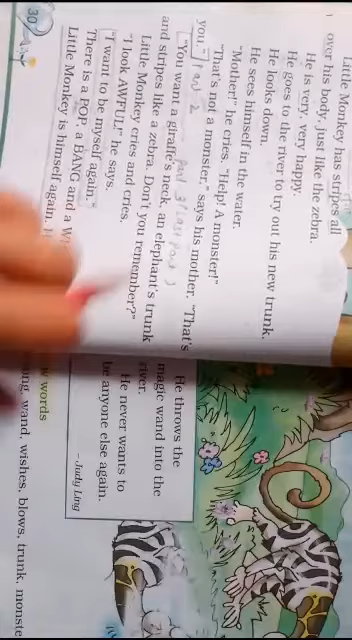 Little Monkey has stripes all
over his body, just like the zebra.
He is very, very happy.
He goes to the river to try out his new trunk.
He looks down.
He sees himself in the water.
"Mother!" he cries. "Help! A monster!"
"That's not a monster," says his mother. "That's
you."
"You want a giraffe's neck, an elephant's trunk
and stripes like a zebra. Don't you remember?"
Little Monkey cries and cries.
"I look AWFUL!" he says.
"I want to be myself again."
There is a POP, a BANG and a
Little Monkey is himself again.
30
He throws the
magic wand into the
river.
He never wants to
be anyone else again.
– Judy Ling
words
wand, wishes, blows, trunk,